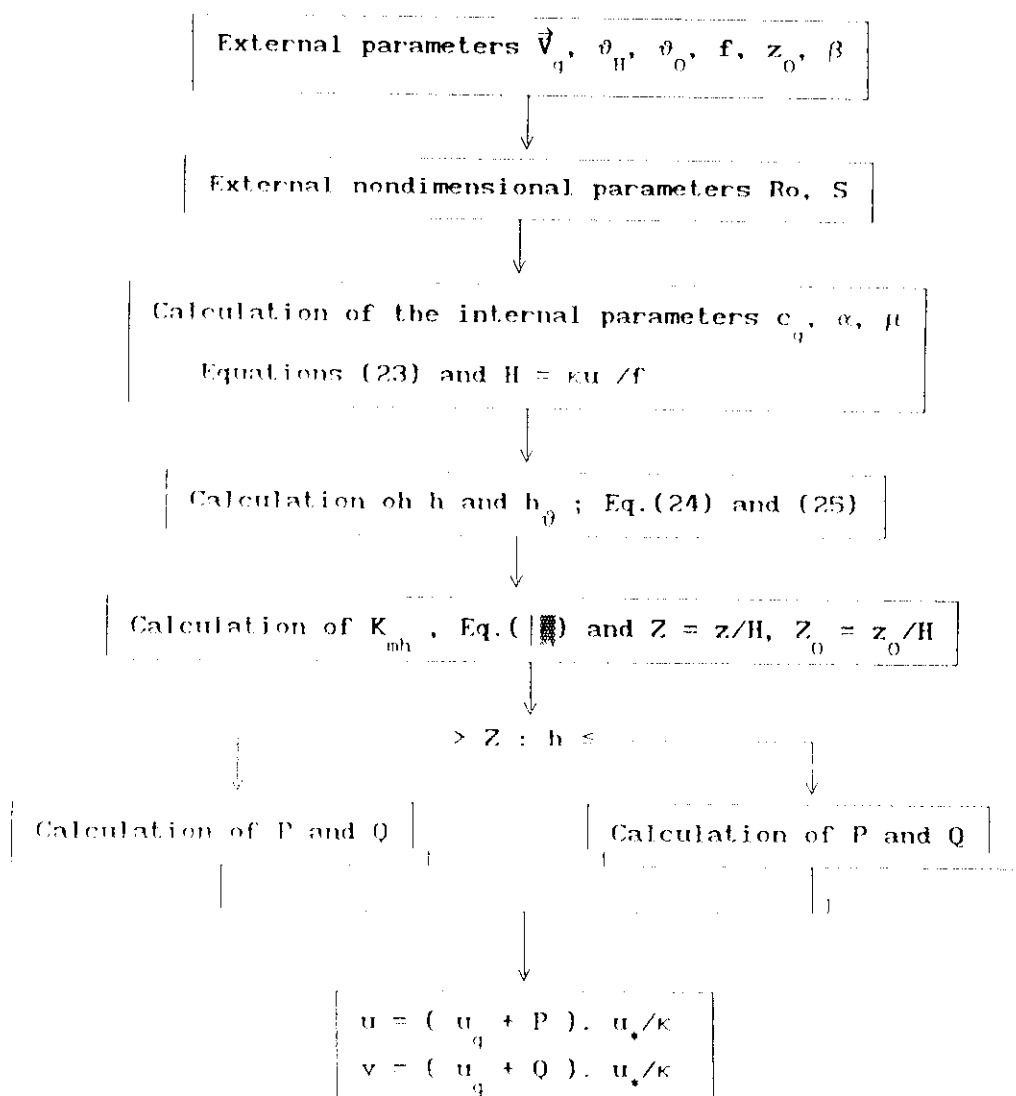 External parameters V⃗_g, ϑ_H, ϑ_0, f, z_0, β
External nondimensional parameters Ro, S
Calculation of the internal parameters c_g, α, μ
Equations (23) and H = κu /f
Calculation oh h and h_ϑ ; Eq.(24) and (25)
Calculation of K_mh , Eq.( ) and Z = z/H, Z_0 = z_0/H
> Z : h ≤
Calculation of P and Q
Calculation of P and Q
u = ( u_g + P ). u_*/κ
v = ( u_g + Q ). u_*/κ